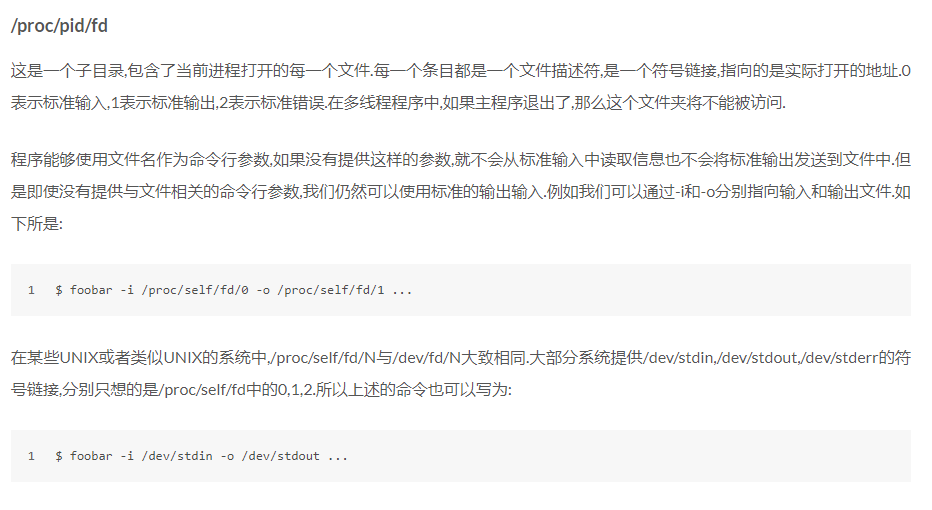 /proc/pid/fd
这是一个子目录,包含了当前进程打开的每一个文件.每一个条目都是一个文件描述符,是一个符号链接,指向的是实际打开的地址.0
表示标准输入,1表示标准输出,2表示标准错误.在多线程程序中,如果主程序退出了,那么这个文件夹将不能被访问.
程序能够使用文件名作为命令行参数,如果没有提供这样的参数,就不会从标准输入中读取信息也不会将标准输出发送到文件中.但
是即使没有提供与文件相关的命令行参数,我们仍然可以使用标准的输出输入.例如我们可以通过-i和-o分别指向输入和输出文件.如
下所是:
1 $ foobar -i /proc/self/fd/0 -o /proc/self/fd/1 ...
在某些UNIX或者类似UNIX的系统中,/proc/self/fd/N与/dev/fd/N大致相同.大部分系统提供/dev/stdin,/dev/stdout,/dev/stderr的符
号链接,分别只想的是/proc/self/fd中的0,1,2.所以上述的命令也可以写为:
1 $ foobar -i /dev/stdin -o /dev/stdout ...